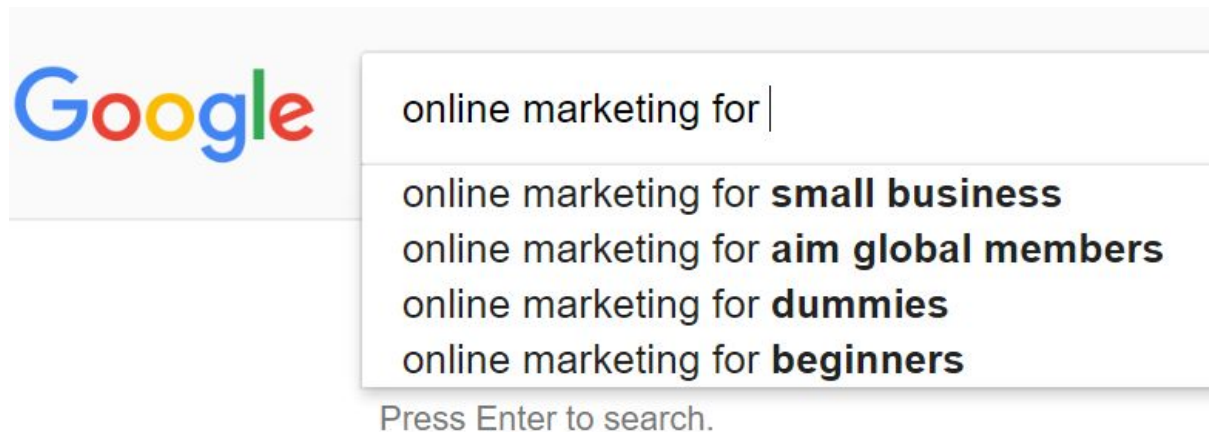 Google
online marketing for
online marketing for small business
online marketing for aim global members
online marketing for dummies
online marketing for beginners
Press Enter to search.